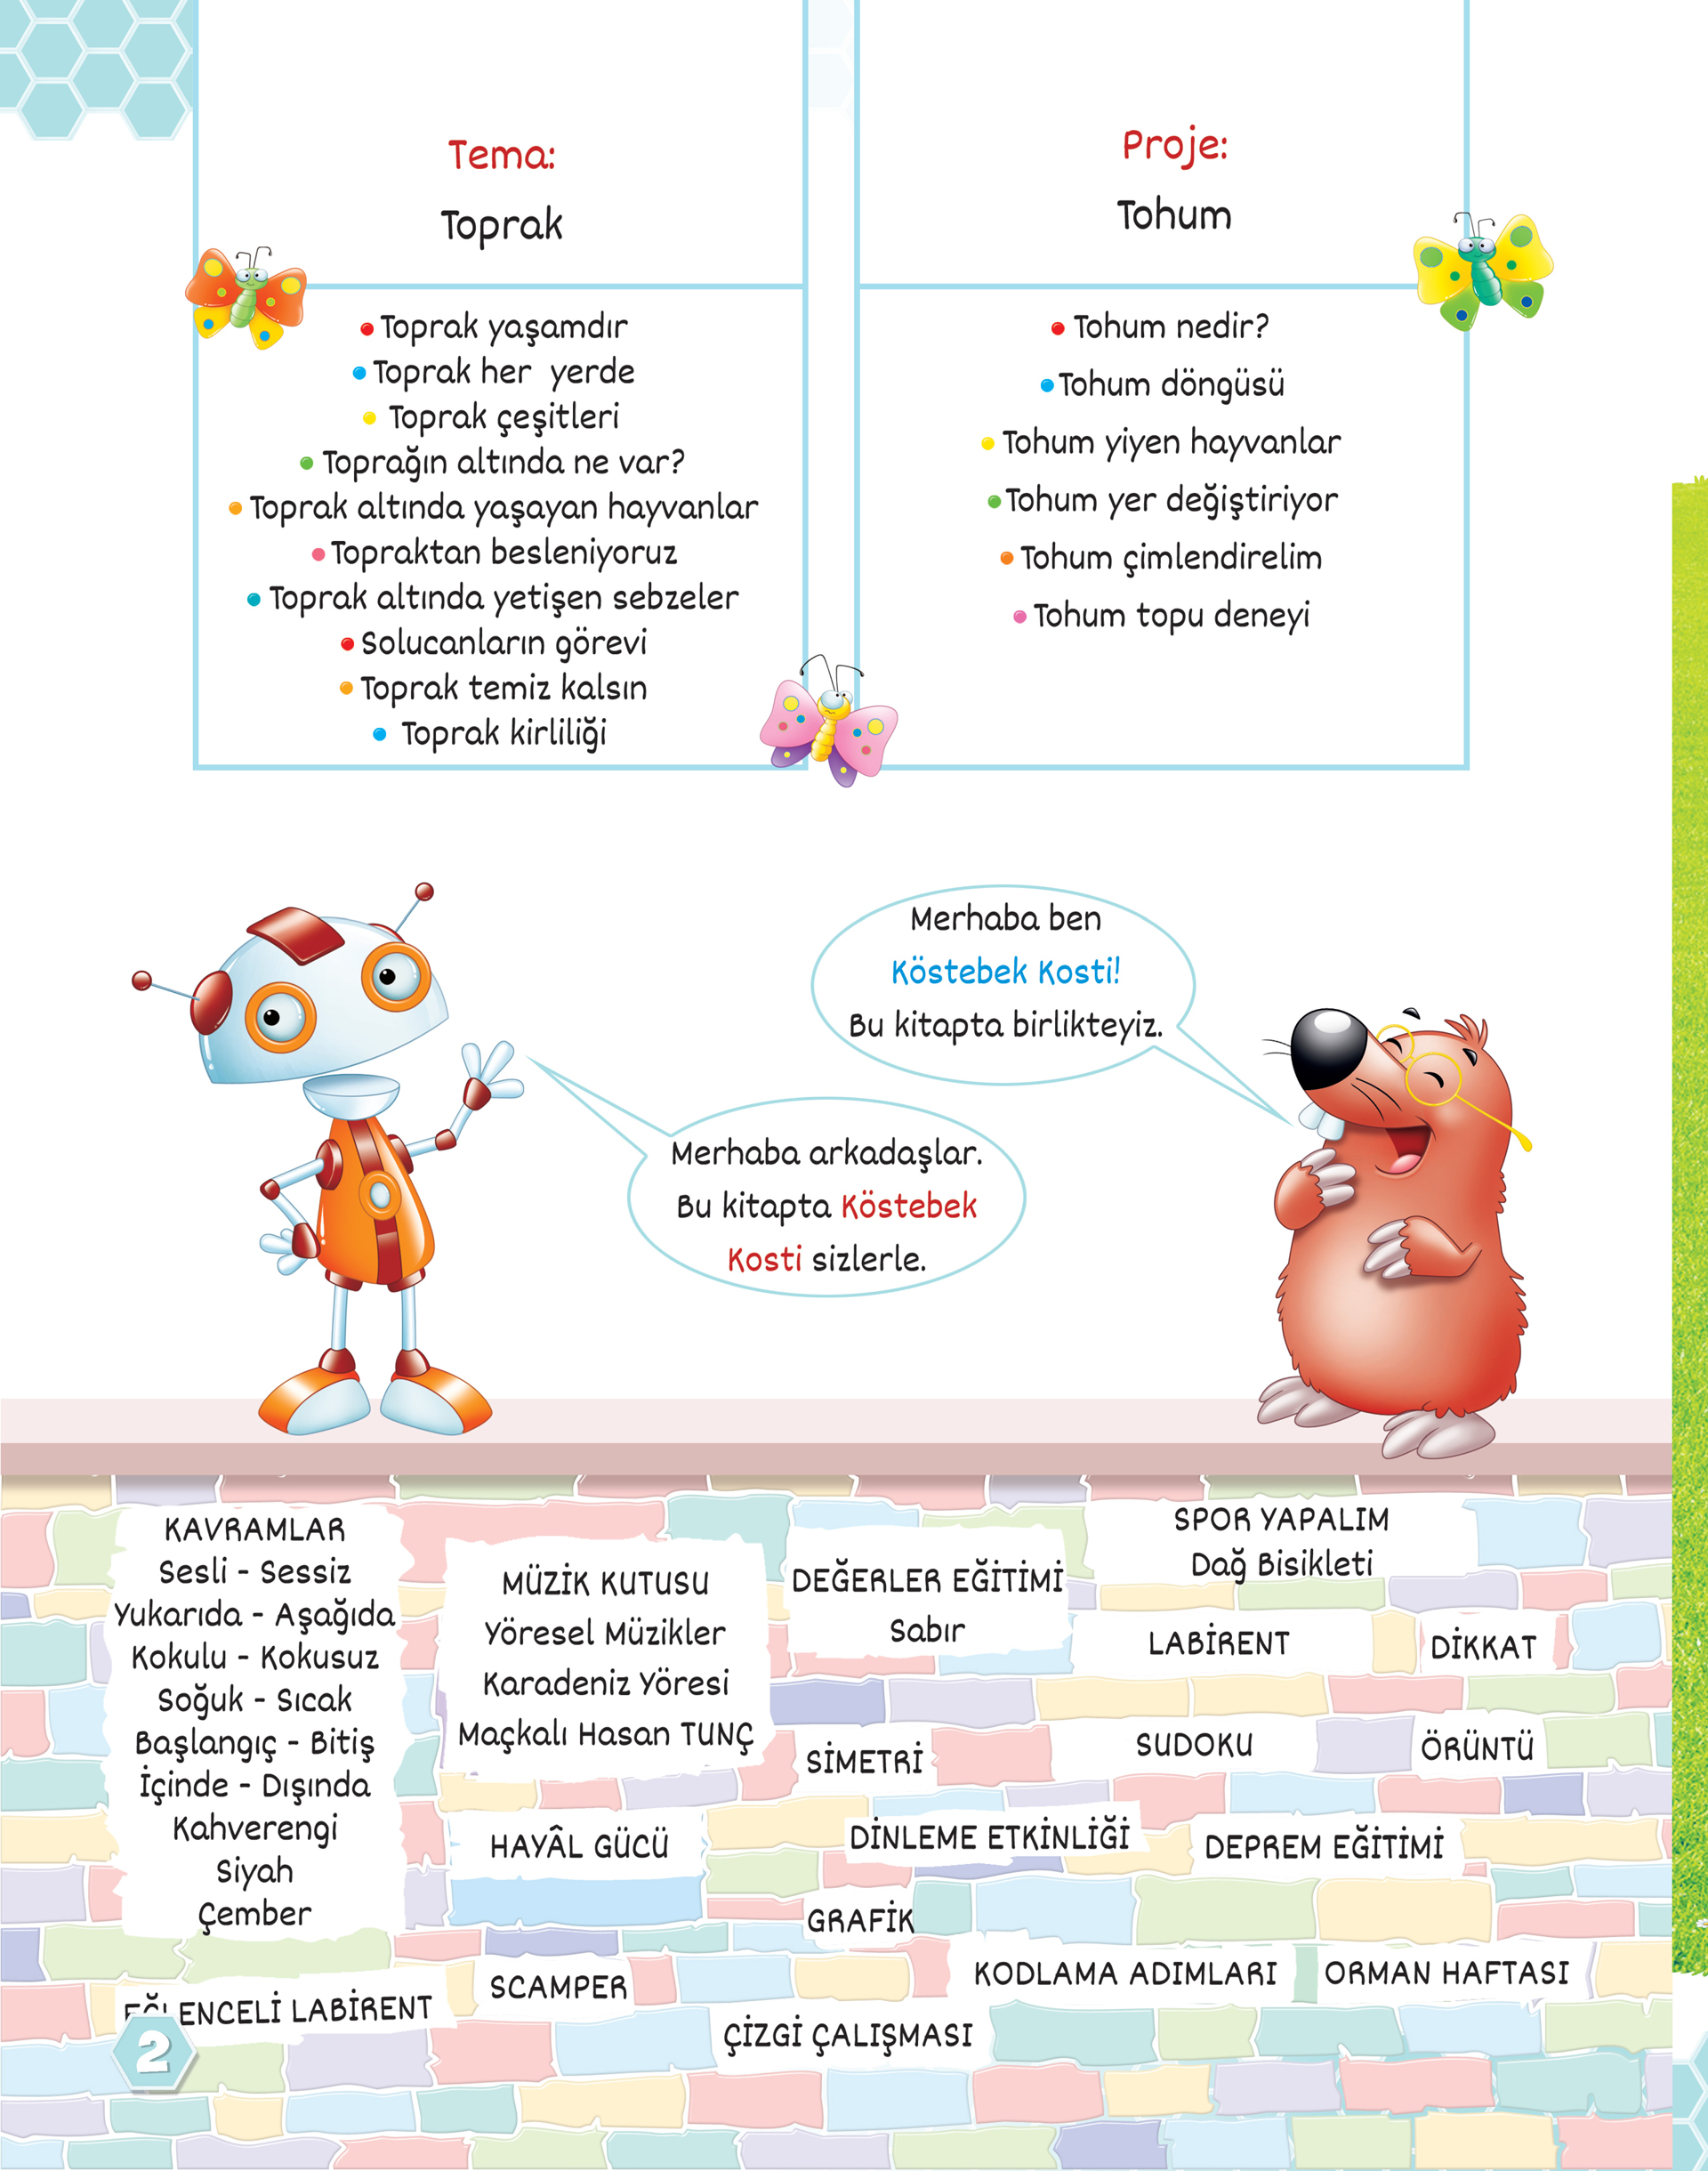 Tema:
Toprak
Toprak yaşamdır
Toprak her yerde
Toprak çeşitleri
Toprağın altında ne var?
Toprak altında yaşayan hayvanlar
Topraktan besleniyoruz
Toprak altında yetişen sebzeler
Solucanların görevi
Toprak temiz kalsın
Toprak kirliliği
Proje:
Tohum
Tohum nedir?
Tohum döngüsü
Tohum yiyen hayvanlar
Tohum yer değiştiriyor
Tohum çimlendirelim
Tohum topu deneyi
Merhaba ben
Köstebek Kosti!
Bu kitapta birlikteyiz.
Merhaba arkadaşlar.
Bu kitapta Köstebek
Kosti sizlerle.
KAVRAMLAR
Sesli - Sessiz
Yukarıda - Aşağıda
Kokulu - Kokusuz
Soğuk - Sıcak
Başlangıç - Bitiş
İçinde - Dışında
Kahverengi
Siyah
Çember
MÜZİK KUTUSU
Yöresel Müzikler
Karadeniz Yöresi
Maçkalı Hasan TUNÇ
DEĞERLER EĞİTİMİ
Sabır
SPOR YAPALIM
Dağ Bisikleti
LABİRENT
DİKKAT
SİMETRİ
SUDOKU
ÖRÜNTÜ
HAYÂL GÜCÜ
DİNLEME ETKİNLİĞİ
DEPREM EĞİTİMİ
GRAFİK
SCAMPER
KODLAMA ADIMLARI
ORMAN HAFTASI
EĞLENCELİ LABİRENT
ÇİZGİ ÇALIŞMASI
2